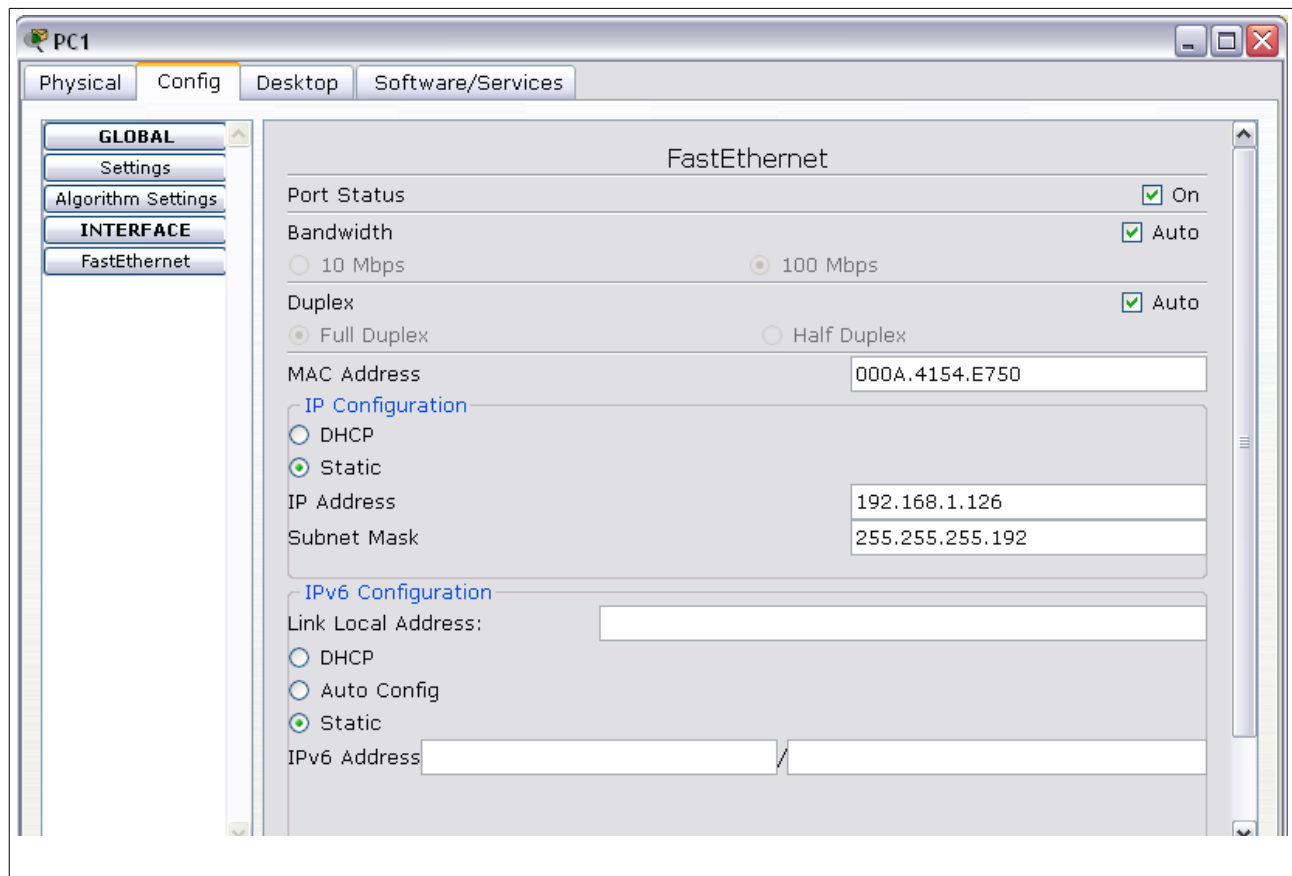 PC1
Physical Config Desktop Software/Services
GLOBAL
Settings
Algorithm Settings
INTERFACE
FastEthernet
FastEthernet
Port Status On
Bandwidth Auto
10 Mbps 100 Mbps
Duplex Auto
Full Duplex Half Duplex
MAC Address 000A.4154.E750
IP Configuration
DHCP
Static
IP Address 192.168.1.126
Subnet Mask 255.255.255.192
IPv6 Configuration
Link Local Address:
DHCP
Auto Config
Static
IPv6 Address /